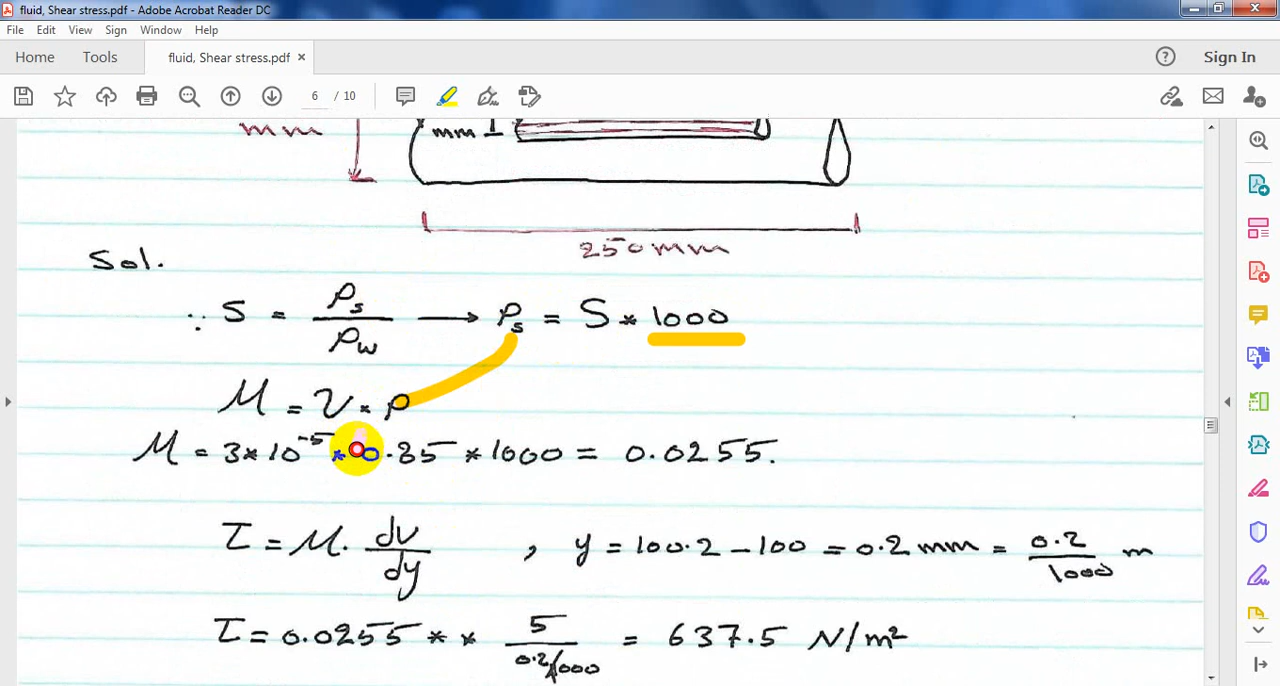 fluid, Shear stress.pdf - Adobe Acrobat Reader DC
File Edit View Sign Window Help
Home Tools fluid, Shear stress.pdf × Sign In
6 / 10
mm mm
250 mm
Sol.
∵ S = ρs / ρw → ρs = S * 1000
M = ν * ρ
M = 3*10^-5 * 0.85 * 1000 = 0.0255.
τ = M. dv/dy , y = 100.2 - 100 = 0.2 mm = 0.2/1000 m
τ = 0.0255 * * 5 / 0.2/1000 = 637.5 N/m²